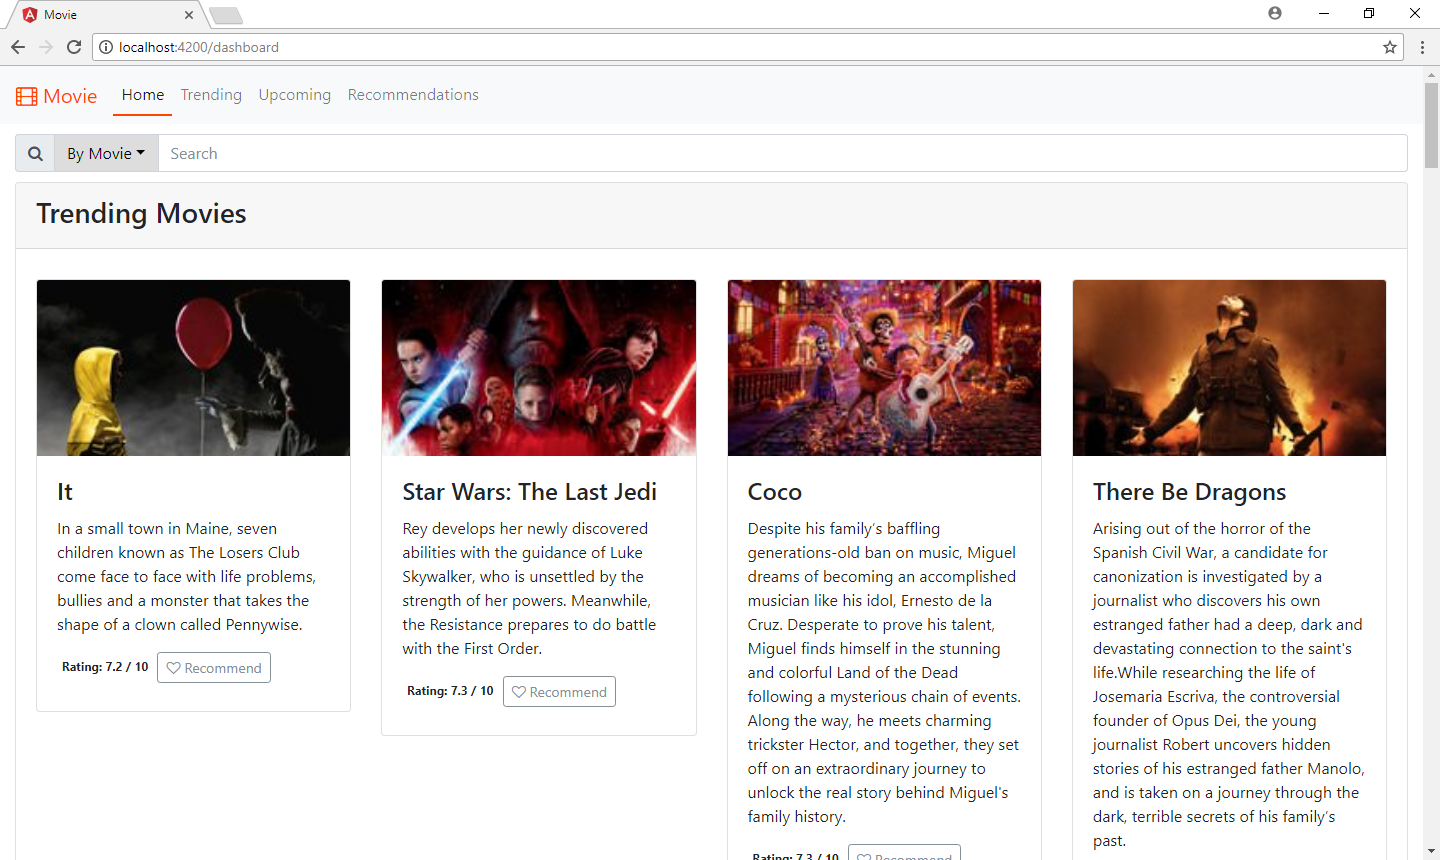 Movie
localhost:4200/dashboard
Movie Home Trending Upcoming Recommendations
By Movie Search
Trending Movies
It
In a small town in Maine, seven
children known as The Losers Club
come face to face with life problems,
bullies and a monster that takes the
shape of a clown called Pennywise.
Rating: 7.2 / 10 Recommend
Star Wars: The Last Jedi
Rey develops her newly discovered
abilities with the guidance of Luke
Skywalker, who is unsettled by the
strength of her powers. Meanwhile,
the Resistance prepares to do battle
with the First Order.
Rating: 7.3 / 10 Recommend
Coco
Despite his family’s baffling
generations-old ban on music, Miguel
dreams of becoming an accomplished
musician like his idol, Ernesto de la
Cruz. Desperate to prove his talent,
Miguel finds himself in the stunning
and colorful Land of the Dead
following a mysterious chain of events.
Along the way, he meets charming
trickster Hector, and together, they set
off on an extraordinary journey to
unlock the real story behind Miguel's
family history.
Rating: 7.3 / 10 Recommend
There Be Dragons
Arising out of the horror of the
Spanish Civil War, a candidate for
canonization is investigated by a
journalist who discovers his own
estranged father had a deep, dark and
devastating connection to the saint's
life.While researching the life of
Josemaria Escriva, the controversial
founder of Opus Dei, the young
journalist Robert uncovers hidden
stories of his estranged father Manolo,
and is taken on a journey through the
dark, terrible secrets of his family’s
past.